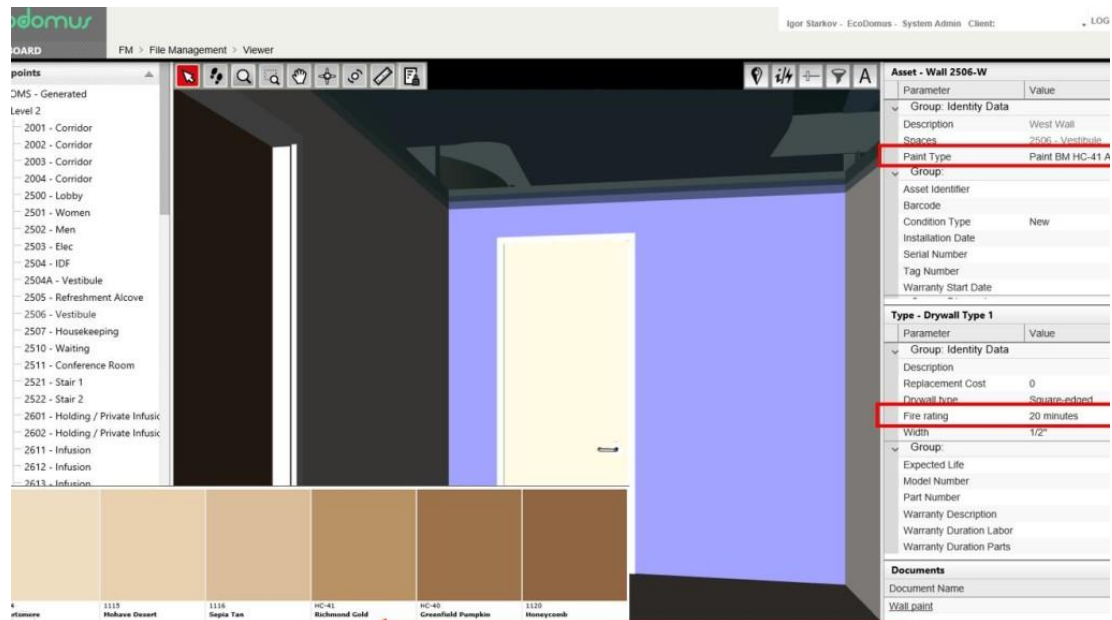 odomus
Igor Starkov - EcoDomus - System Admin Client:
LOG
OARD
FM > File Management > Viewer
points
OMS - Generated
Level 2
2001 - Corridor
2002 - Corridor
2003 - Corridor
2004 - Corridor
2500 - Lobby
2501 - Women
2502 - Men
2503 - Elec
2504 - IDF
2504A - Vestibule
2505 - Refreshment Alcove
2506 - Vestibule
2507 - Housekeeping
2510 - Waiting
2511 - Conference Room
2521 - Stair 1
2522 - Stair 2
2601 - Holding / Private Infusic
2602 - Holding / Private Infusic
2611 - Infusion
2612 - Infusion
2613 - Infusion
A
Asset - Wall 2506-W
Parameter Value
Group: Identity Data
Description West Wall
Spaces 2506 - Vestibule
Paint Type Paint BM HC-41 A
Group:
Asset Identifier
Barcode
Condition Type New
Installation Date
Serial Number
Tag Number
Warranty Start Date
Type - Drywall Type 1
Parameter Value
Group: Identity Data
Description
Replacement Cost 0
Drywall type Square-edged
Fire rating 20 minutes
Width 1/2"
Group:
Expected Life
Model Number
Part Number
Warranty Description
Warranty Duration Labor
Warranty Duration Parts
Documents
Document Name
Wall paint
1115
Mohave Desert
1116
Sepia Tan
HC-41
Richmond Gold
HC-40
Greenfield Pumpkin
1120
Honeycomb